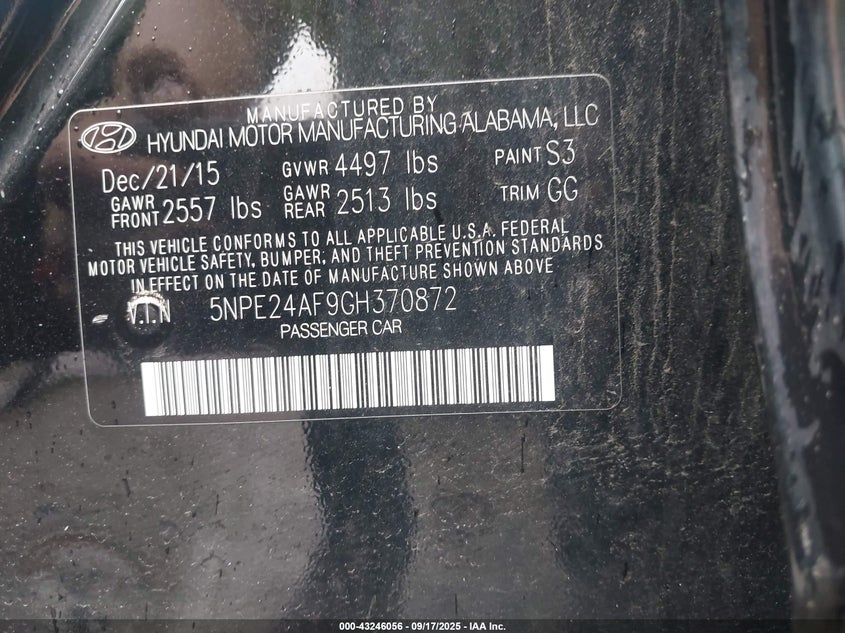 MANUFACTURED BY
HYUNDAI MOTOR MANUFACTURING ALABAMA, LLC
Dec/21/15 GVWR 4497 lbs PAINT S3
GAWR FRONT 2557 lbs GAWR REAR 2513 lbs TRIM GG
THIS VEHICLE CONFORMS TO ALL APPLICABLE U.S.A. FEDERAL
MOTOR VEHICLE SAFETY, BUMPER, AND THEFT PREVENTION STANDARDS
IN EFFECT ON THE DATE OF MANUFACTURE SHOWN ABOVE
V.I.N 5NPE24AF9GH370872
PASSENGER CAR
000-43246056 - 09/17/2025 - IAA Inc.